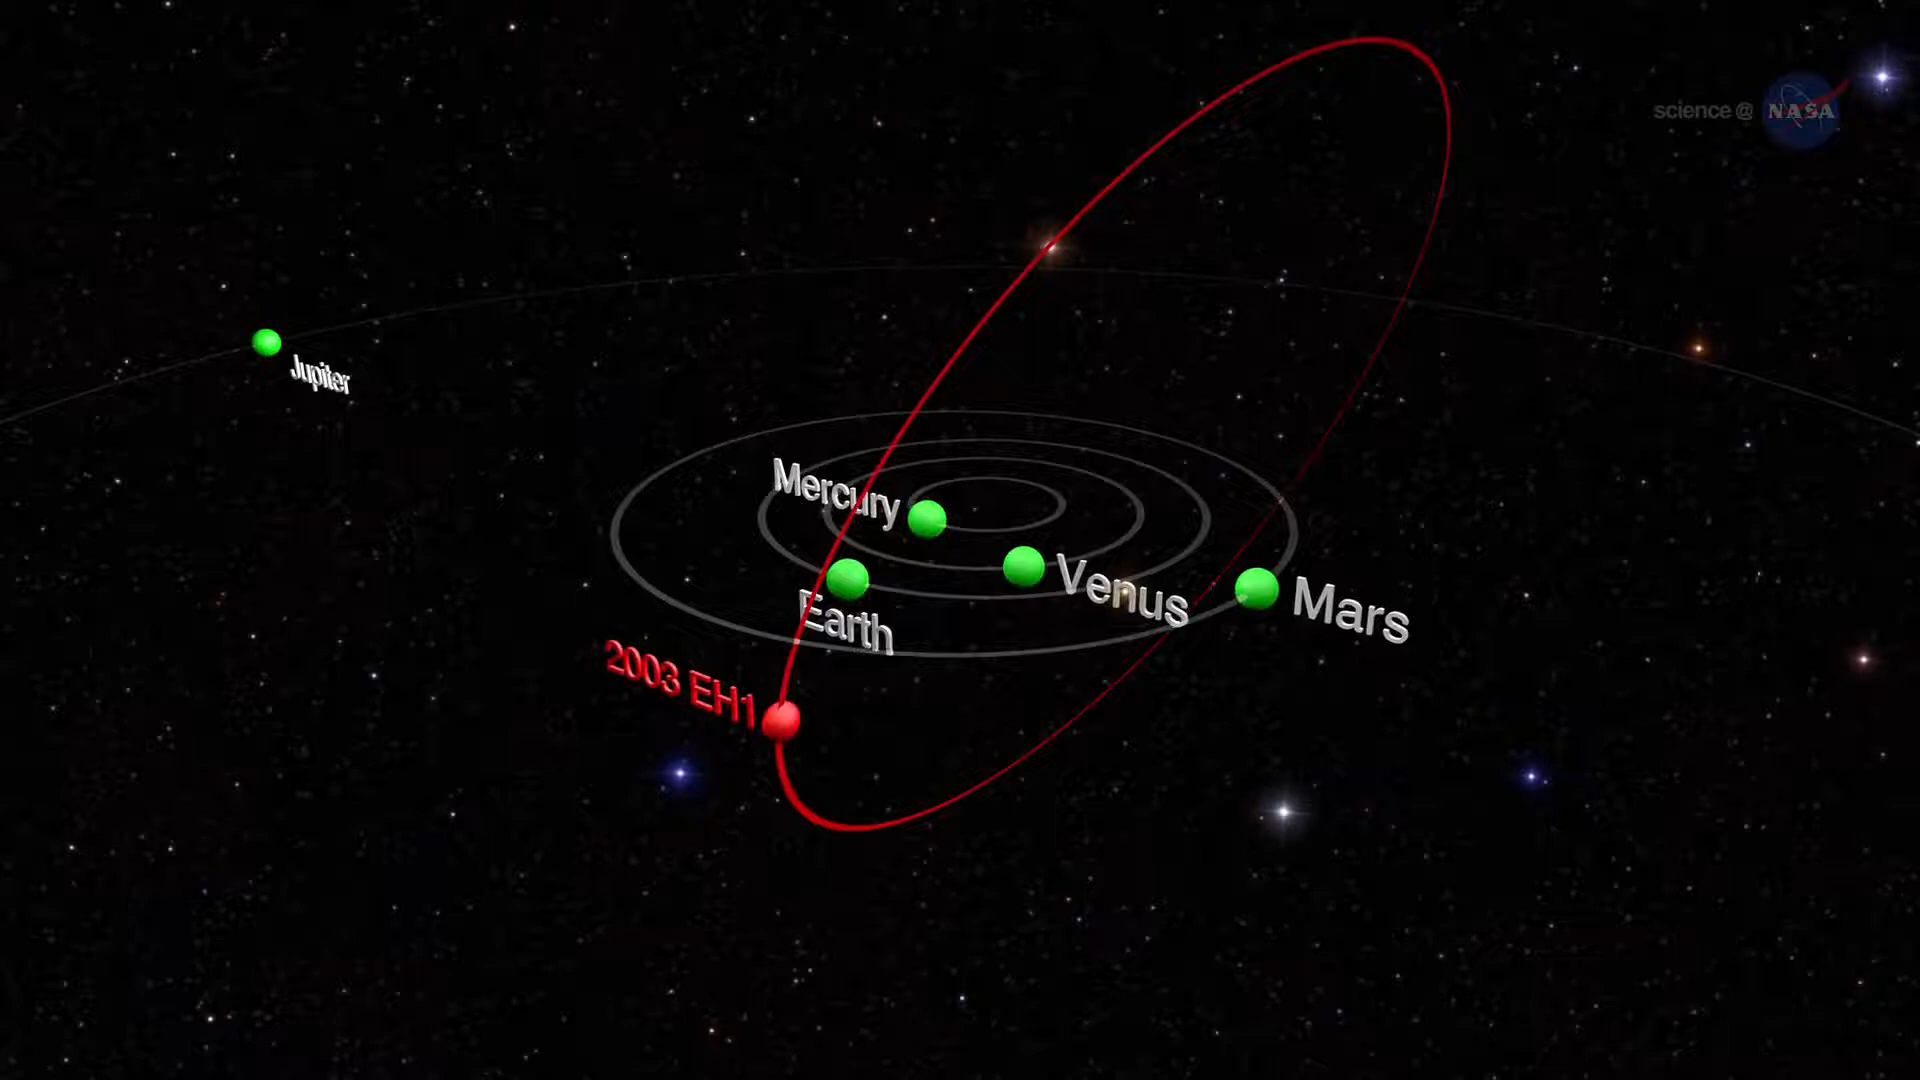 science @ NASA
Jupiter
Mercury
Venus
Earth
Mars
2003 EH1